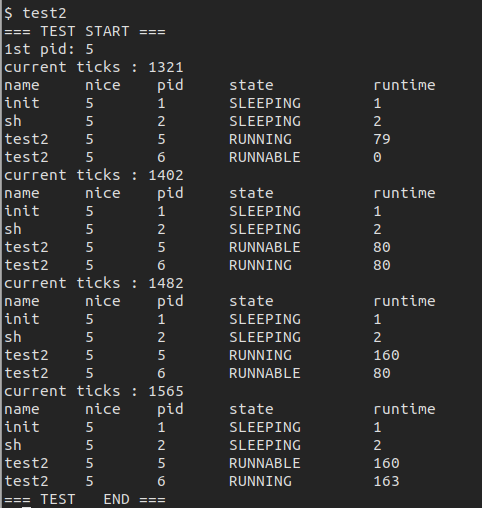 $ test2
=== TEST START ===
1st pid: 5
current ticks : 1321
name nice pid state runtime
init 5 1 SLEEPING 1
sh 5 2 SLEEPING 2
test2 5 5 RUNNING 79
test2 5 6 RUNNABLE 0
current ticks : 1402
name nice pid state runtime
init 5 1 SLEEPING 1
sh 5 2 SLEEPING 2
test2 5 5 RUNNABLE 80
test2 5 6 RUNNING 80
current ticks : 1482
name nice pid state runtime
init 5 1 SLEEPING 1
sh 5 2 SLEEPING 2
test2 5 5 RUNNING 160
test2 5 6 RUNNABLE 80
current ticks : 1565
name nice pid state runtime
init 5 1 SLEEPING 1
sh 5 2 SLEEPING 2
test2 5 5 RUNNABLE 160
test2 5 6 RUNNING 163
=== TEST   END ===